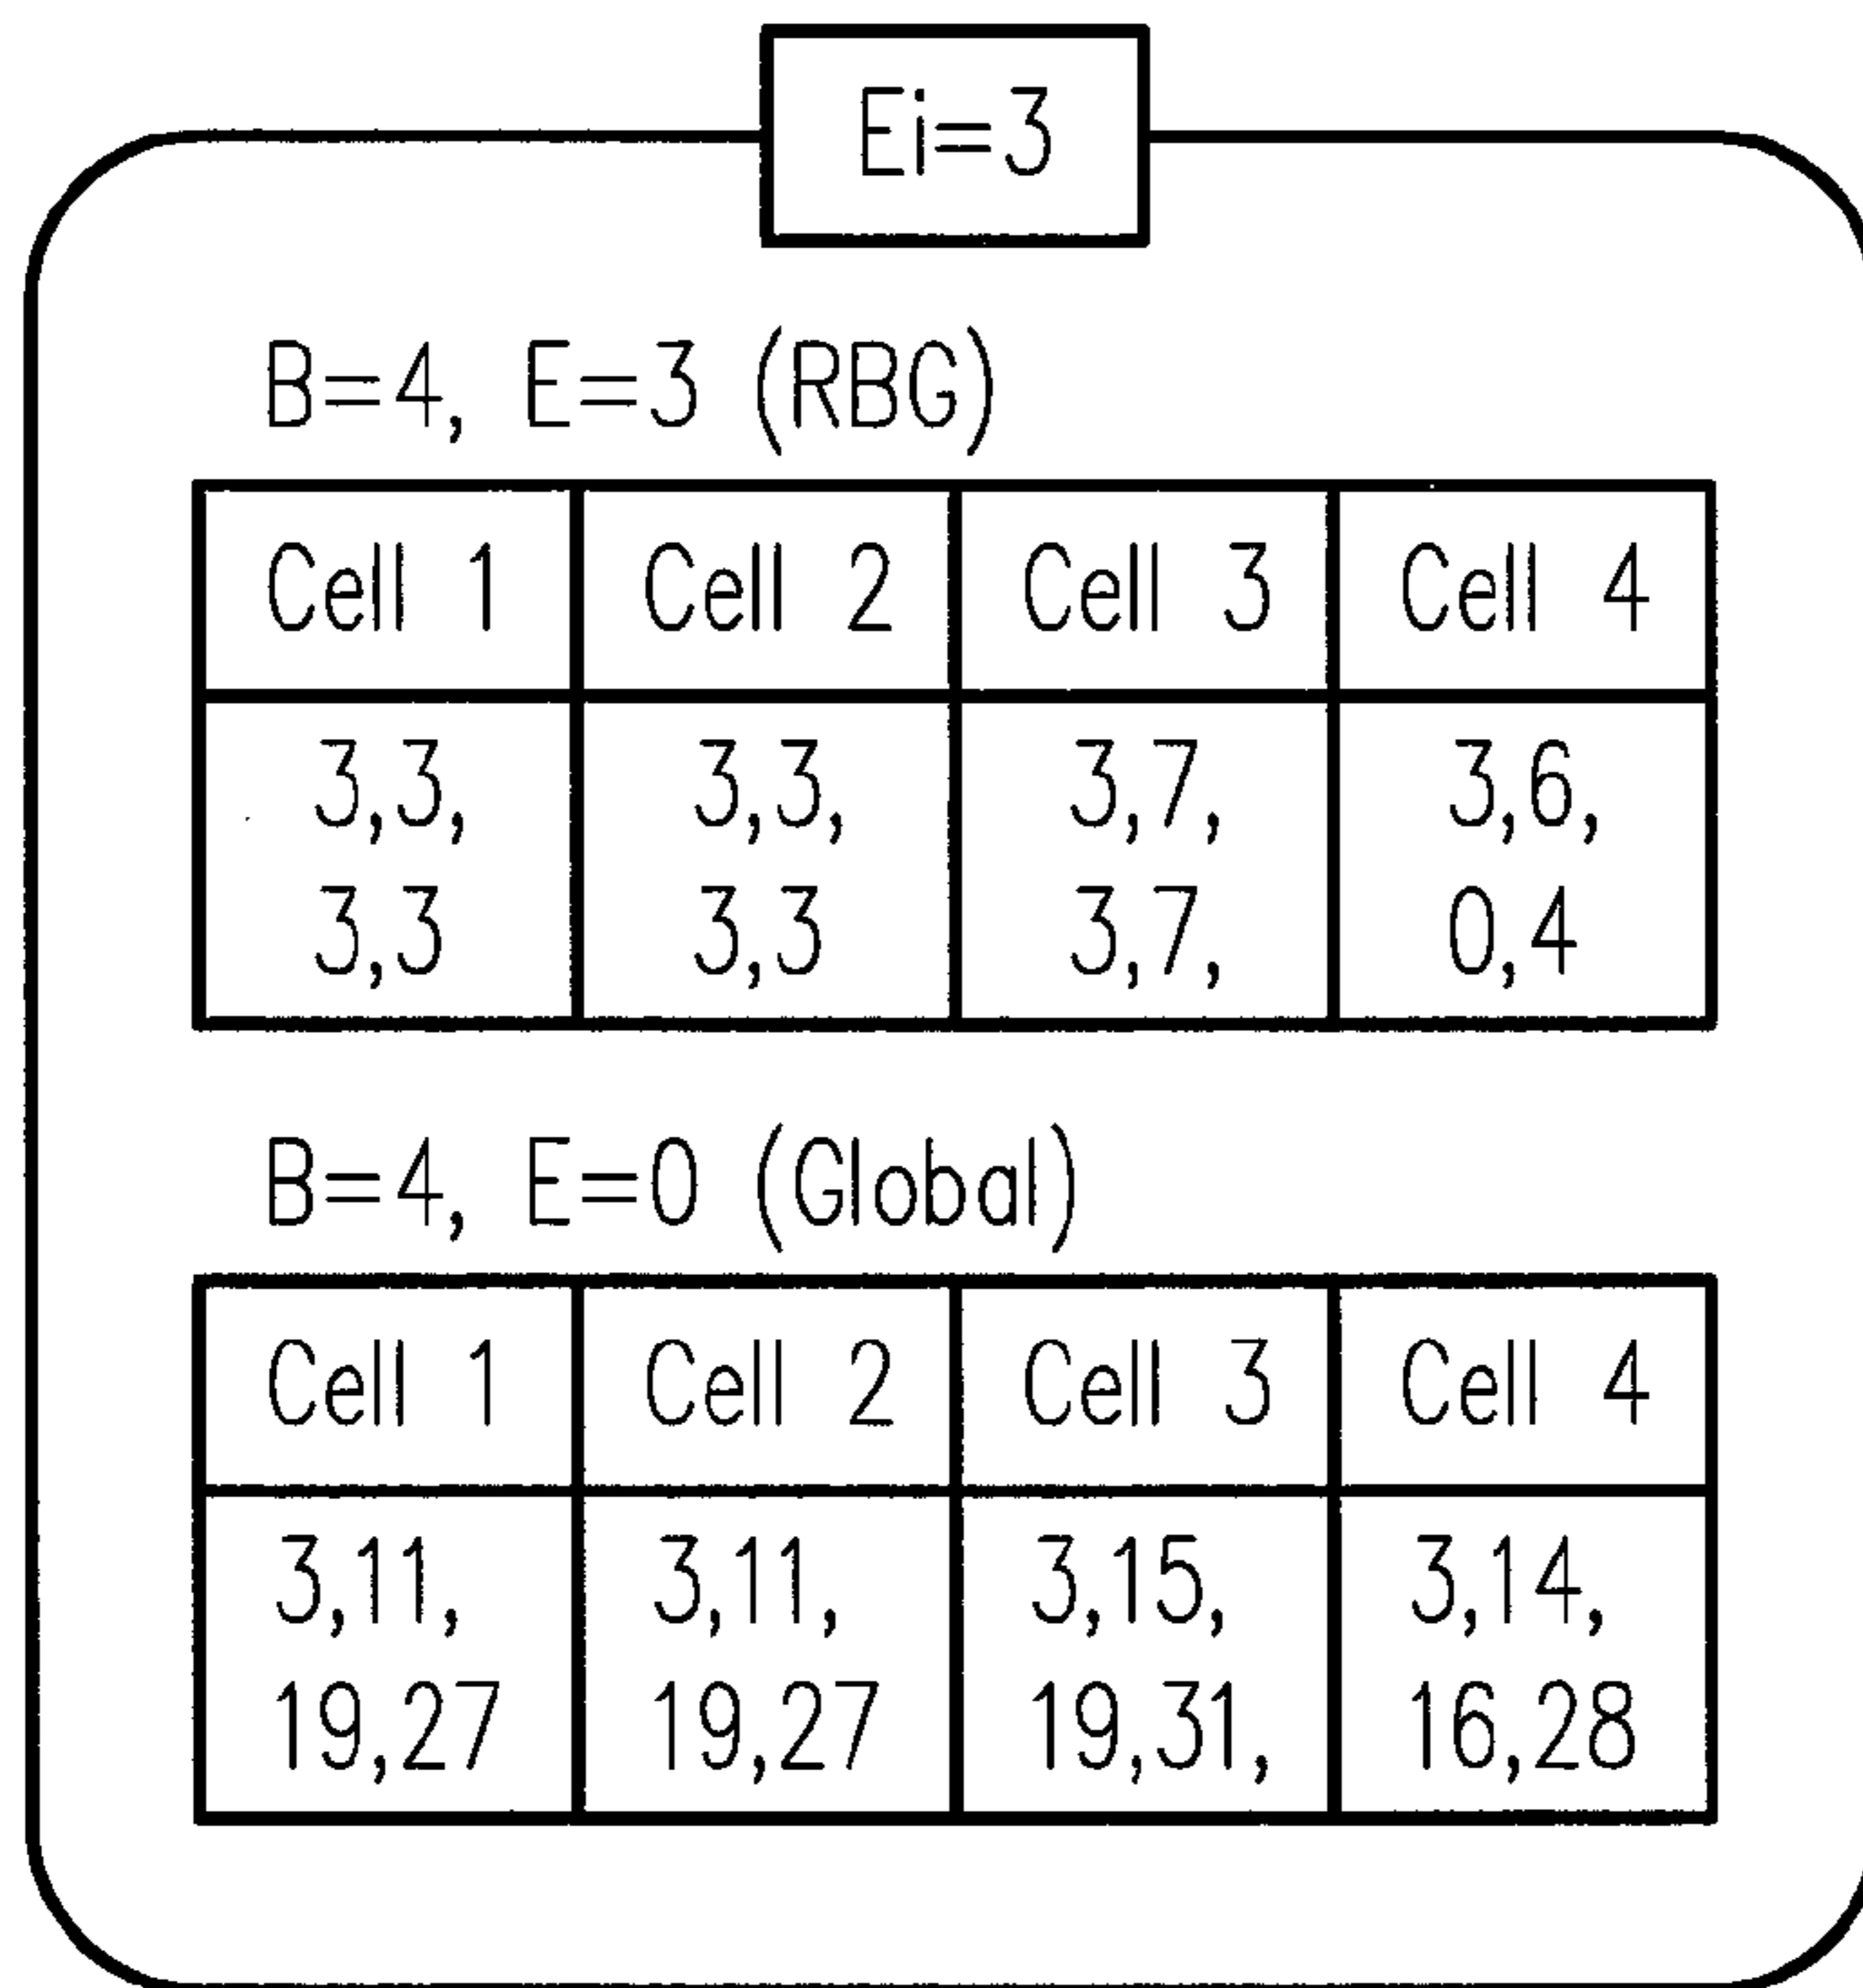 Ei=3
B=4, E=3 (RBG)
Cell 1 Cell 2 Cell 3 Cell 4
3,3, 3,3, 3,7, 3,6,
3,3 3,3 3,7, 0,4
B=4, E=0 (Global)
Cell 1 Cell 2 Cell 3 Cell 4
3,11, 3,11, 3,15, 3,14,
19,27 19,27 19,31, 16,28